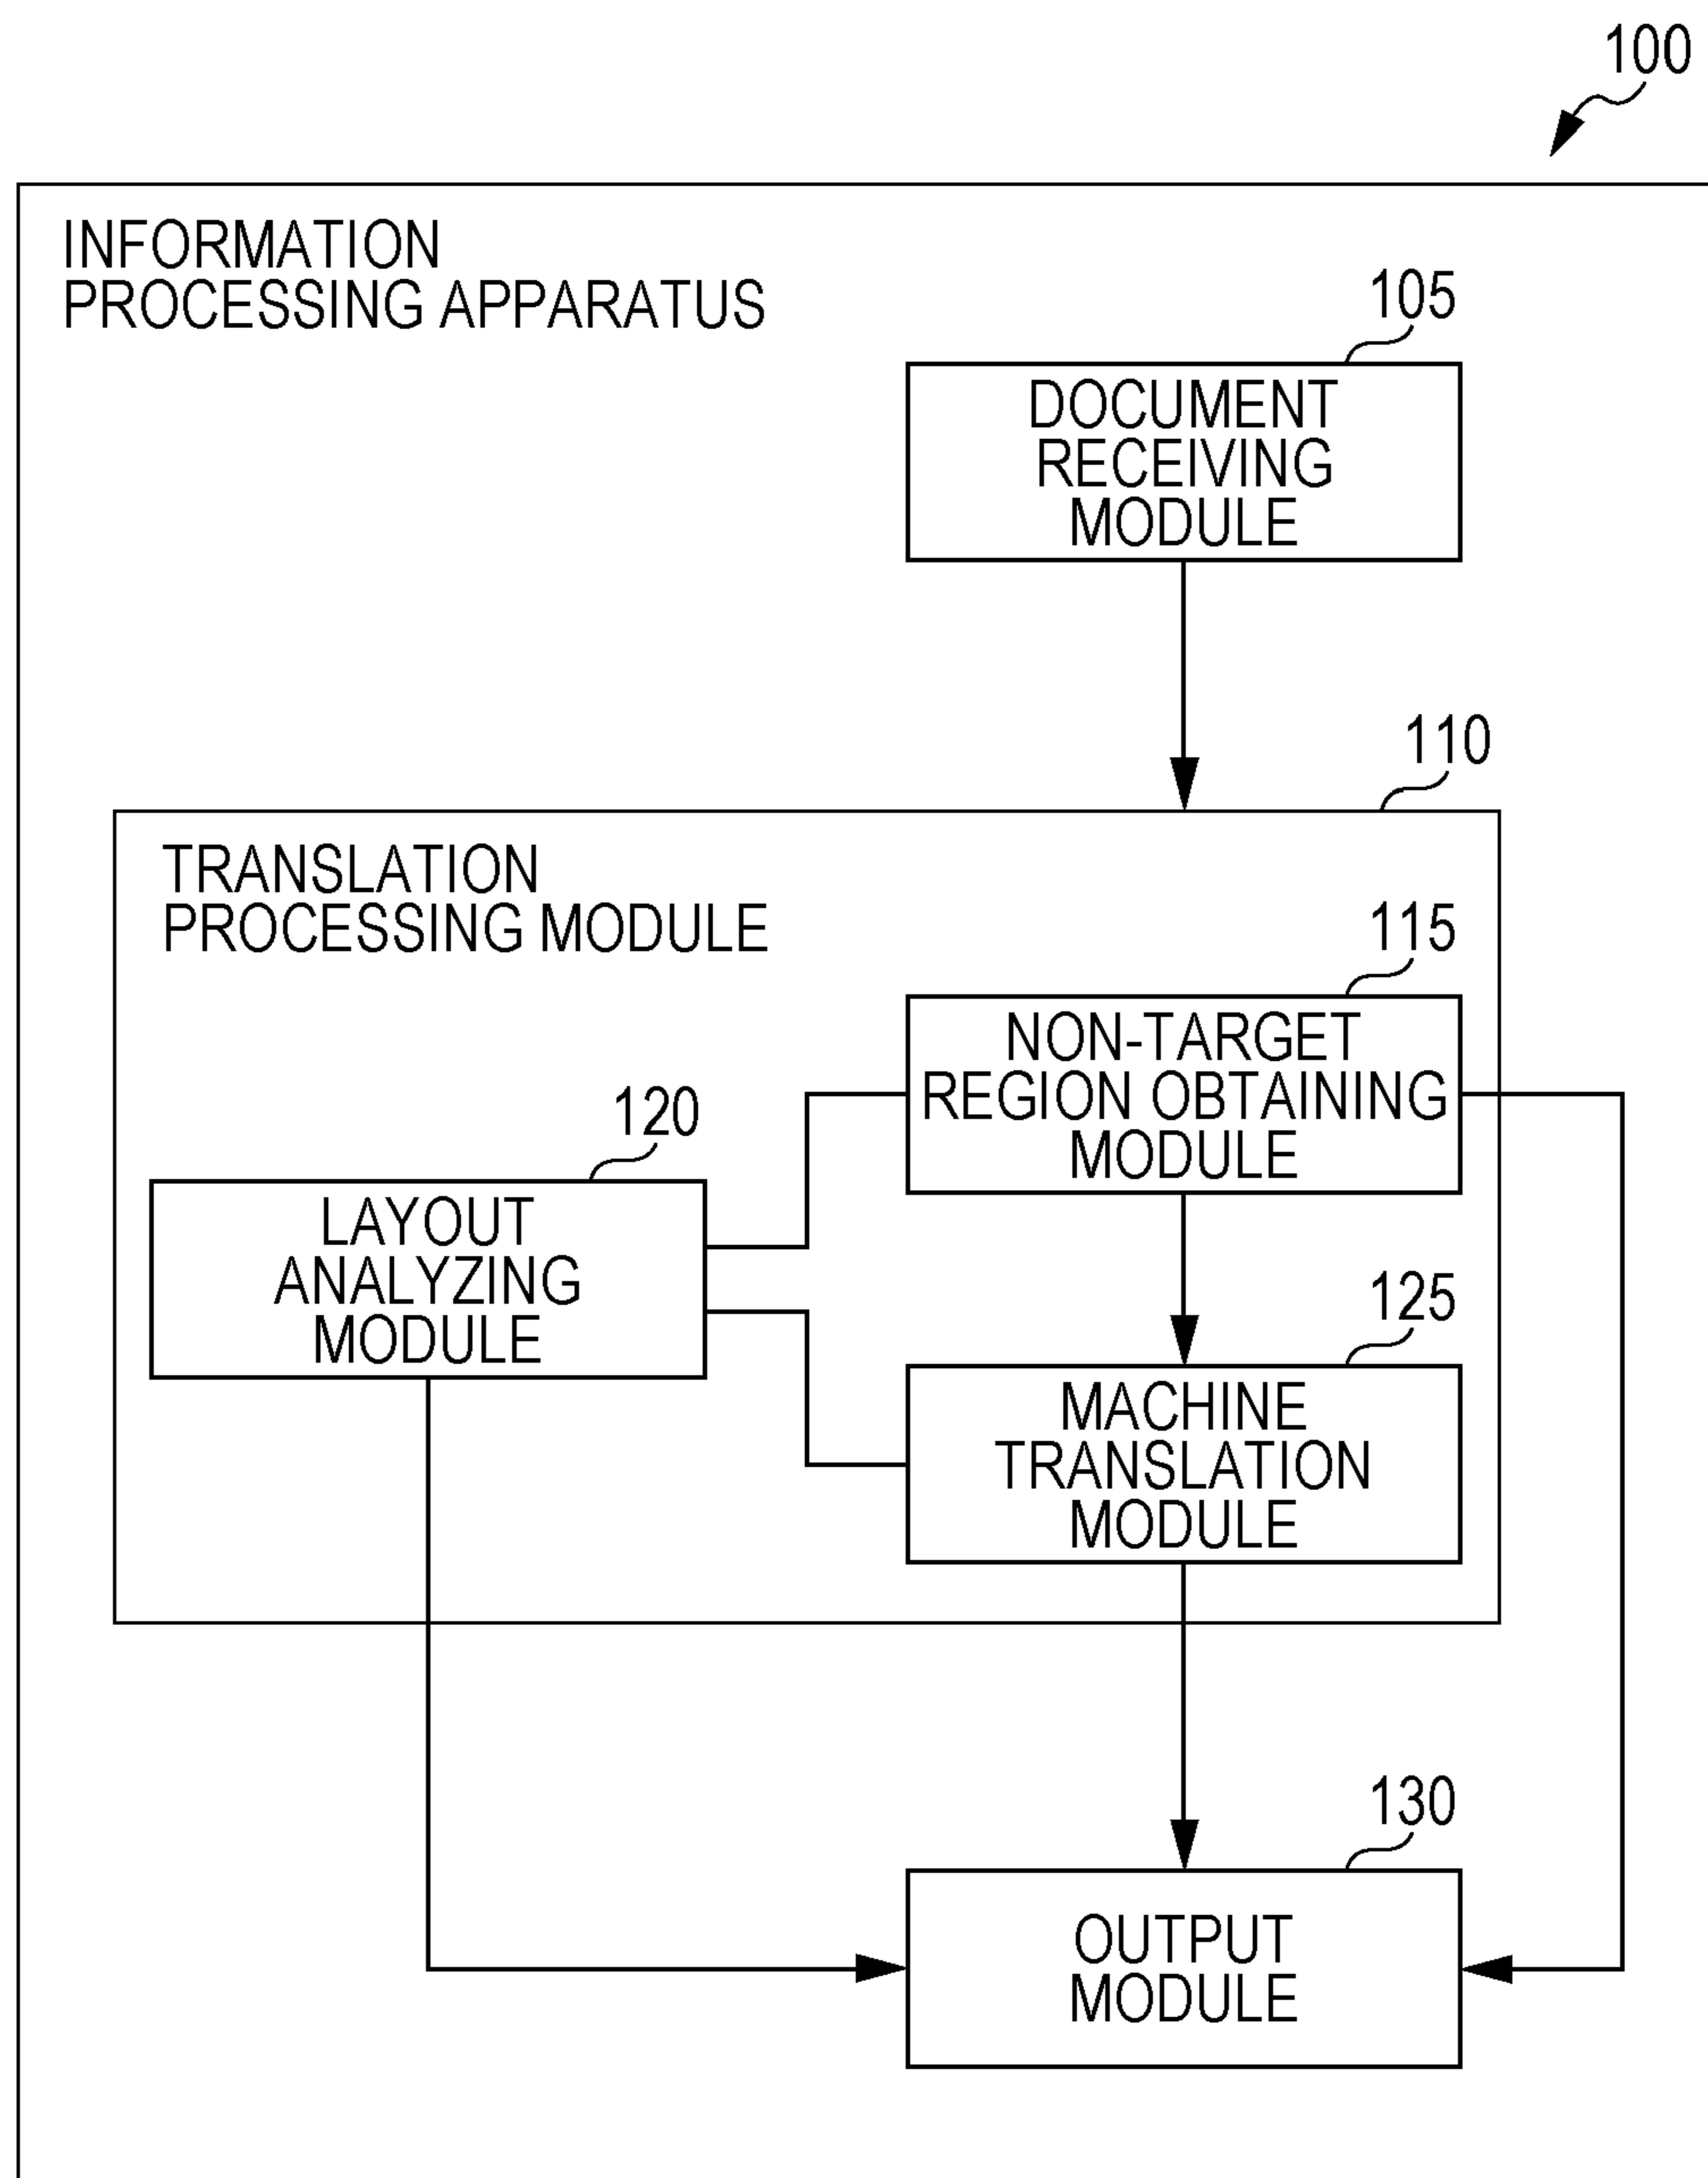 100
INFORMATION
PROCESSING APPARATUS
105
DOCUMENT
RECEIVING
MODULE
110
TRANSLATION
PROCESSING MODULE
115
NON-TARGET
REGION OBTAINING
MODULE
120
LAYOUT
ANALYZING
MODULE
125
MACHINE
TRANSLATION
MODULE
130
OUTPUT
MODULE